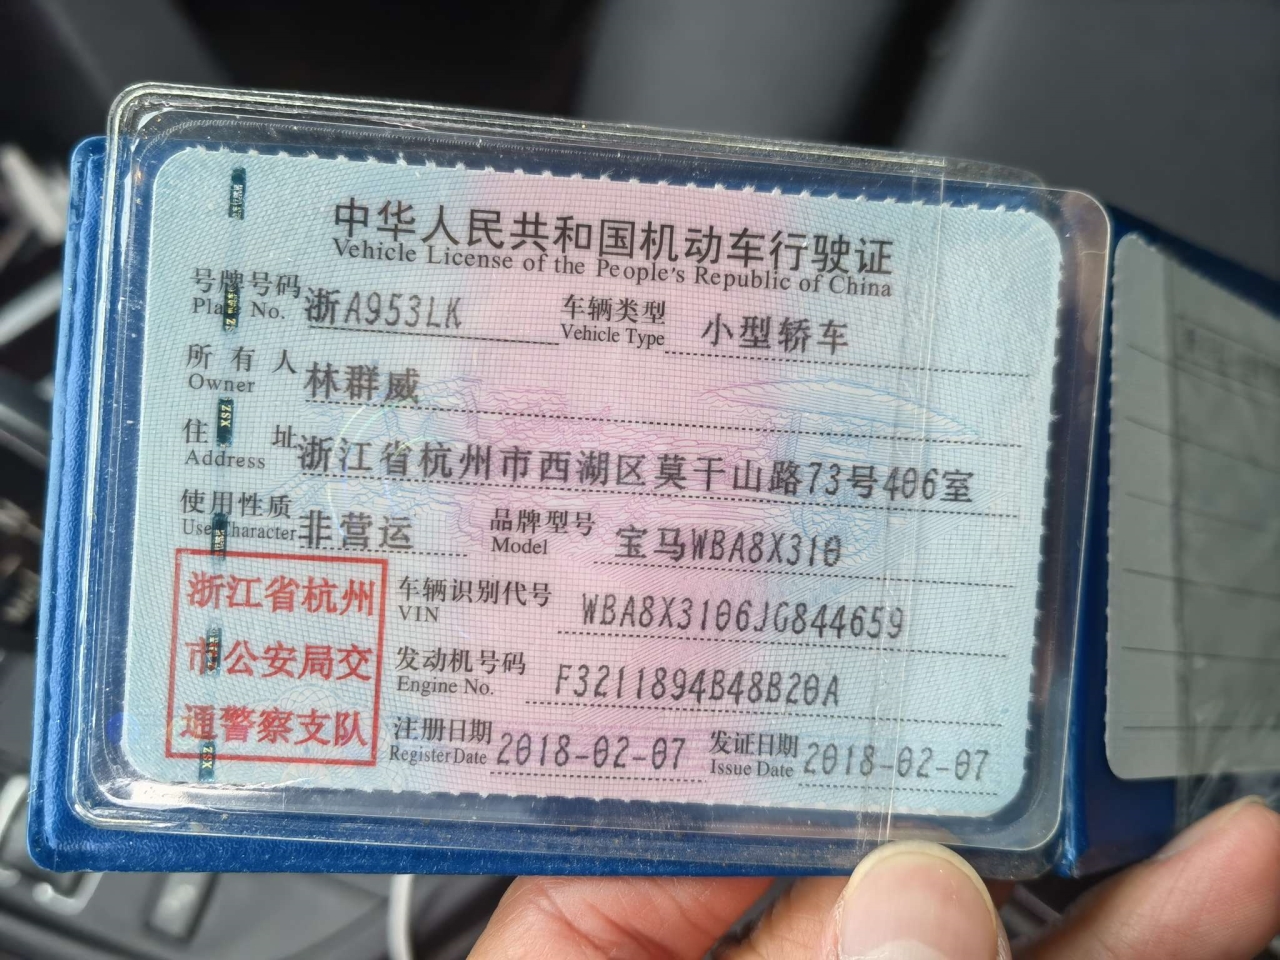 中华人民共和国机动车行驶证
Vehicle License of the People's Republic of China
号牌号码 浙A953LK 车辆类型 小型轿车
Plate No. Vehicle Type
所有人 林群威
Owner
住址 浙江省杭州市西湖区莫干山路73号406室
Address
使用性质 非营运 品牌型号 宝马WBA8X310
Use Character Model
浙江省杭州
市公安局交
通警察支队
车辆识别代号 WBA8X3106JG844659
VIN
发动机号码 F3211894B48B20A
Engine No.
注册日期 2018-02-07 发证日期 2018-02-07
Register Date Issue Date